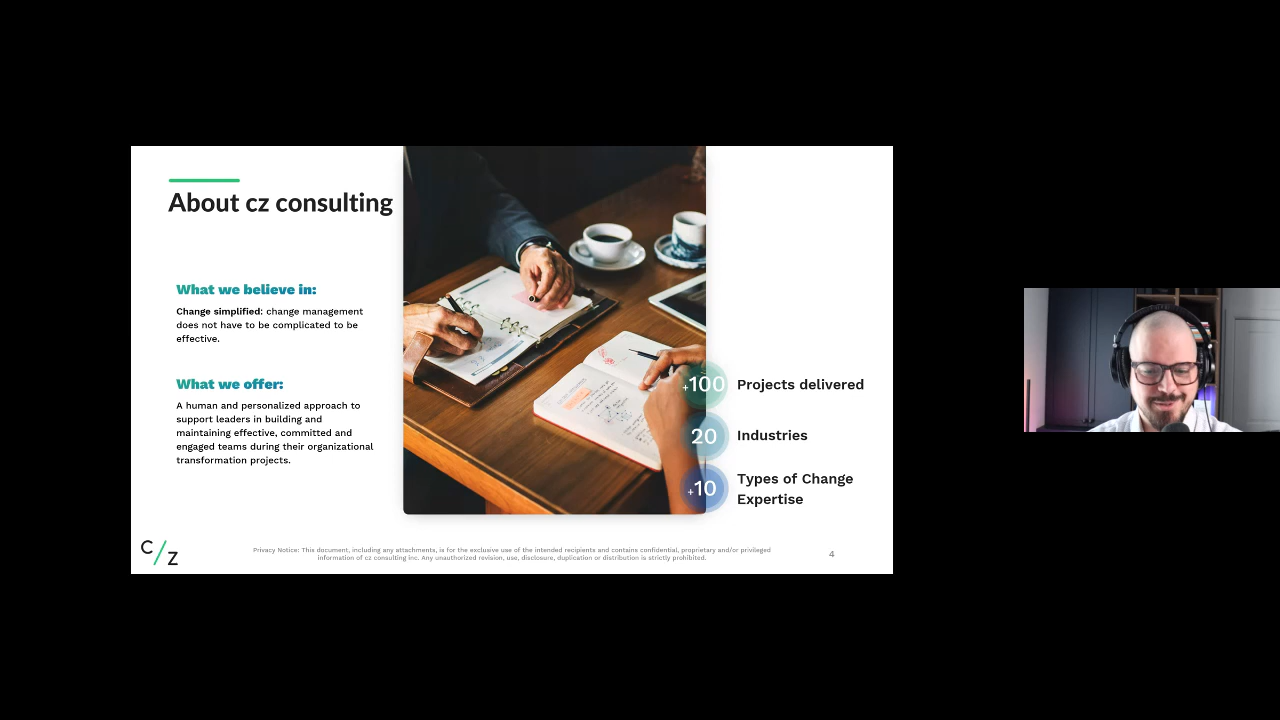 About cz consulting
What we believe in:
Change simplified: change management
does not have to be complicated to be
effective.
What we offer:
A human and personalized approach to
support leaders in building and
maintaining effective, committed and
engaged teams during their organizational
transformation projects.
+100 Projects delivered
20 Industries
+10 Types of Change
Expertise
C/Z
Privacy Notice: This document, including any attachments, is for the exclusive use of the intended recipients and contains confidential, proprietary and/or privileged
information of cz consulting inc. Any unauthorized revision, use, disclosure, duplication or distribution is strictly prohibited.
4